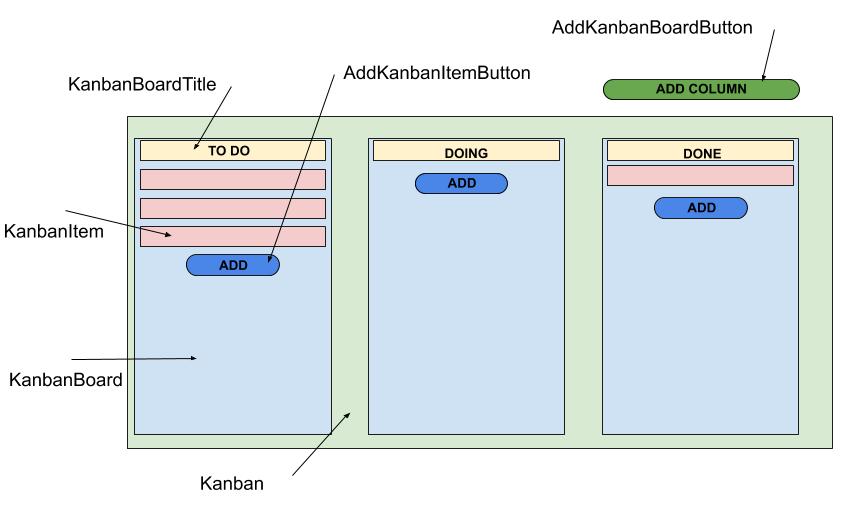 AddKanbanBoardButton
AddKanbanItemButton
KanbanBoardTitle
ADD COLUMN
TO DO
DOING
DONE
ADD
ADD
KanbanItem
ADD
KanbanBoard
Kanban